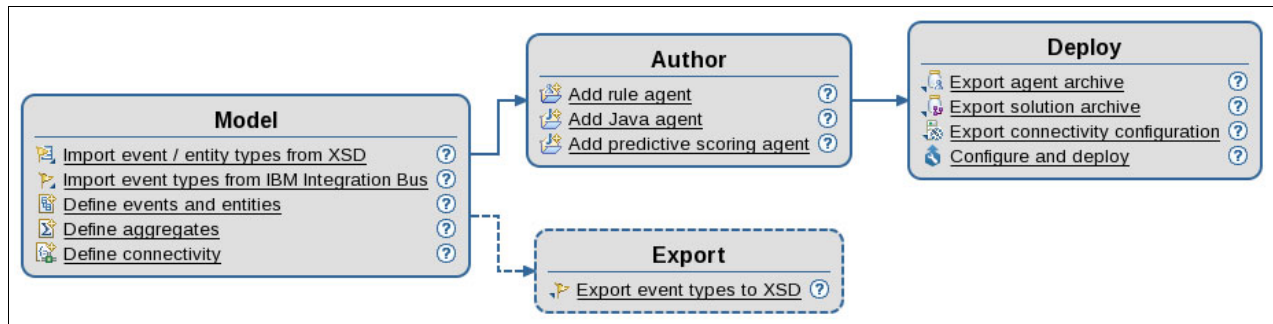 Model
Import event / entity types from XSD
Import event types from IBM Integration Bus
Define events and entities
Define aggregates
Define connectivity
Author
Add rule agent
Add Java agent
Add predictive scoring agent
Export
Export event types to XSD
Deploy
Export agent archive
Export solution archive
Export connectivity configuration
Configure and deploy